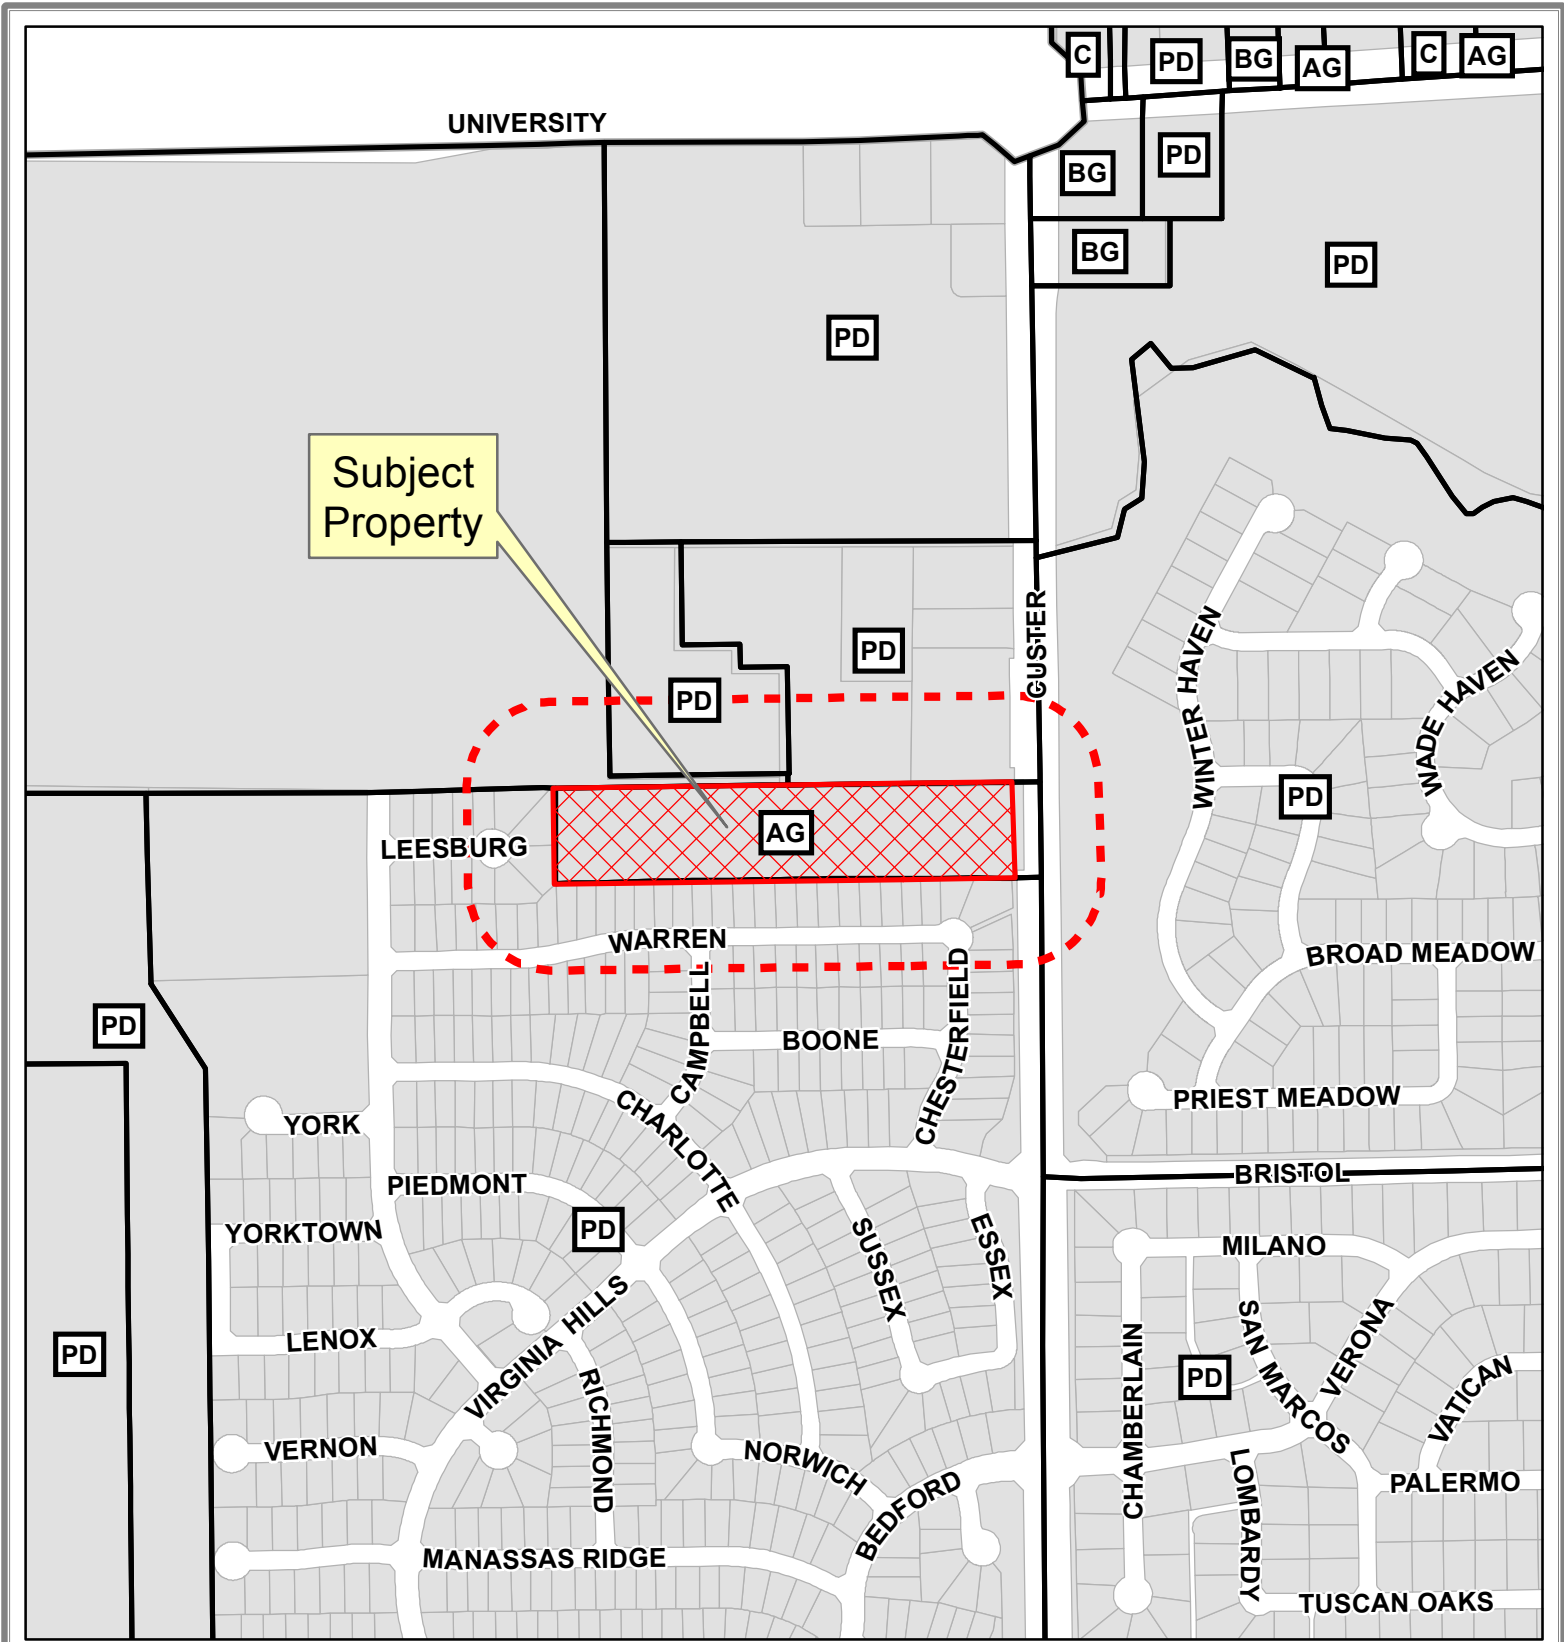 C
PD
BG
AG
C
AG
UNIVERSITY
BG
PD
BG
PD
PD
Subject
Property
CUSTER
PD
PD
WINTER HAVEN
WADE HAVEN
PD
AG
LEESBURG
WARREN
BROAD MEADOW
CAMPBELL
CHESTERFIELD
PD
BOONE
PRIEST MEADOW
CHARLOTTE
YORK
BRISTOL
PIEDMONT
YORKTOWN
PD
SUSSEX
ESSEX
MILANO
VIRGINIA HILLS
LENOX
PD
SAN MARCOS
VERONA
CHAMBERLAIN
PD
VATICAN
RICHMOND
VERNON
NORWICH
LOMBARDY
PALERMO
BEDFORD
MANASSAS RIDGE
TUSCAN OAKS